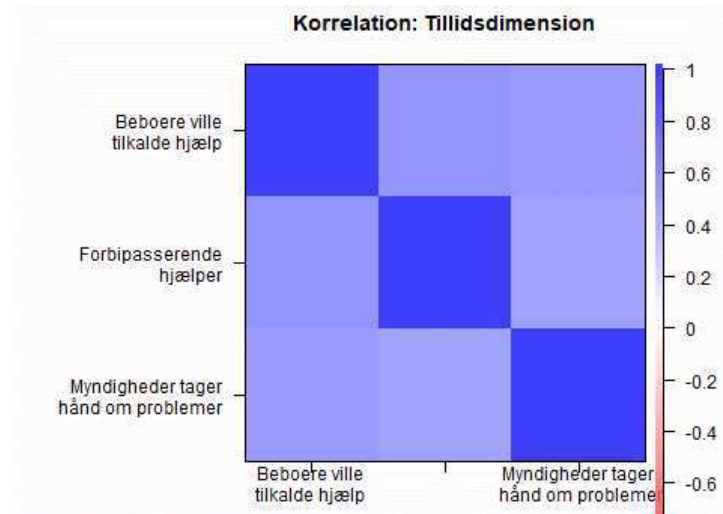 Korrelation: Tillidsdimension
Beboere ville
tilkalde hjælp
Forbipasserende
hjælper
Myndigheder tager
hånd om problemer
1
0.8
0.6
0.4
0.2
0
-0.2
-0.4
-0.6
Beboere ville
tilkalde hjælp
Myndigheder tager
hånd om problemer